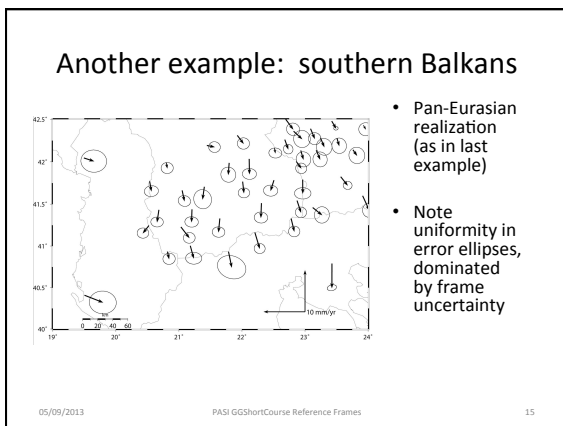 Another example: southern Balkans
• Pan-Eurasian
realization
(as in last
example)
• Note
uniformity in
error ellipses,
dominated
by frame
uncertainty
42.5˚
42˚
41.5˚
41˚
40.5˚
40˚
10 mm/yr
km
0 20 40 60
19˚ 20˚ 21˚ 22˚ 23˚ 24˚
05/09/2013 PASI GGShortCourse Reference Frames 15